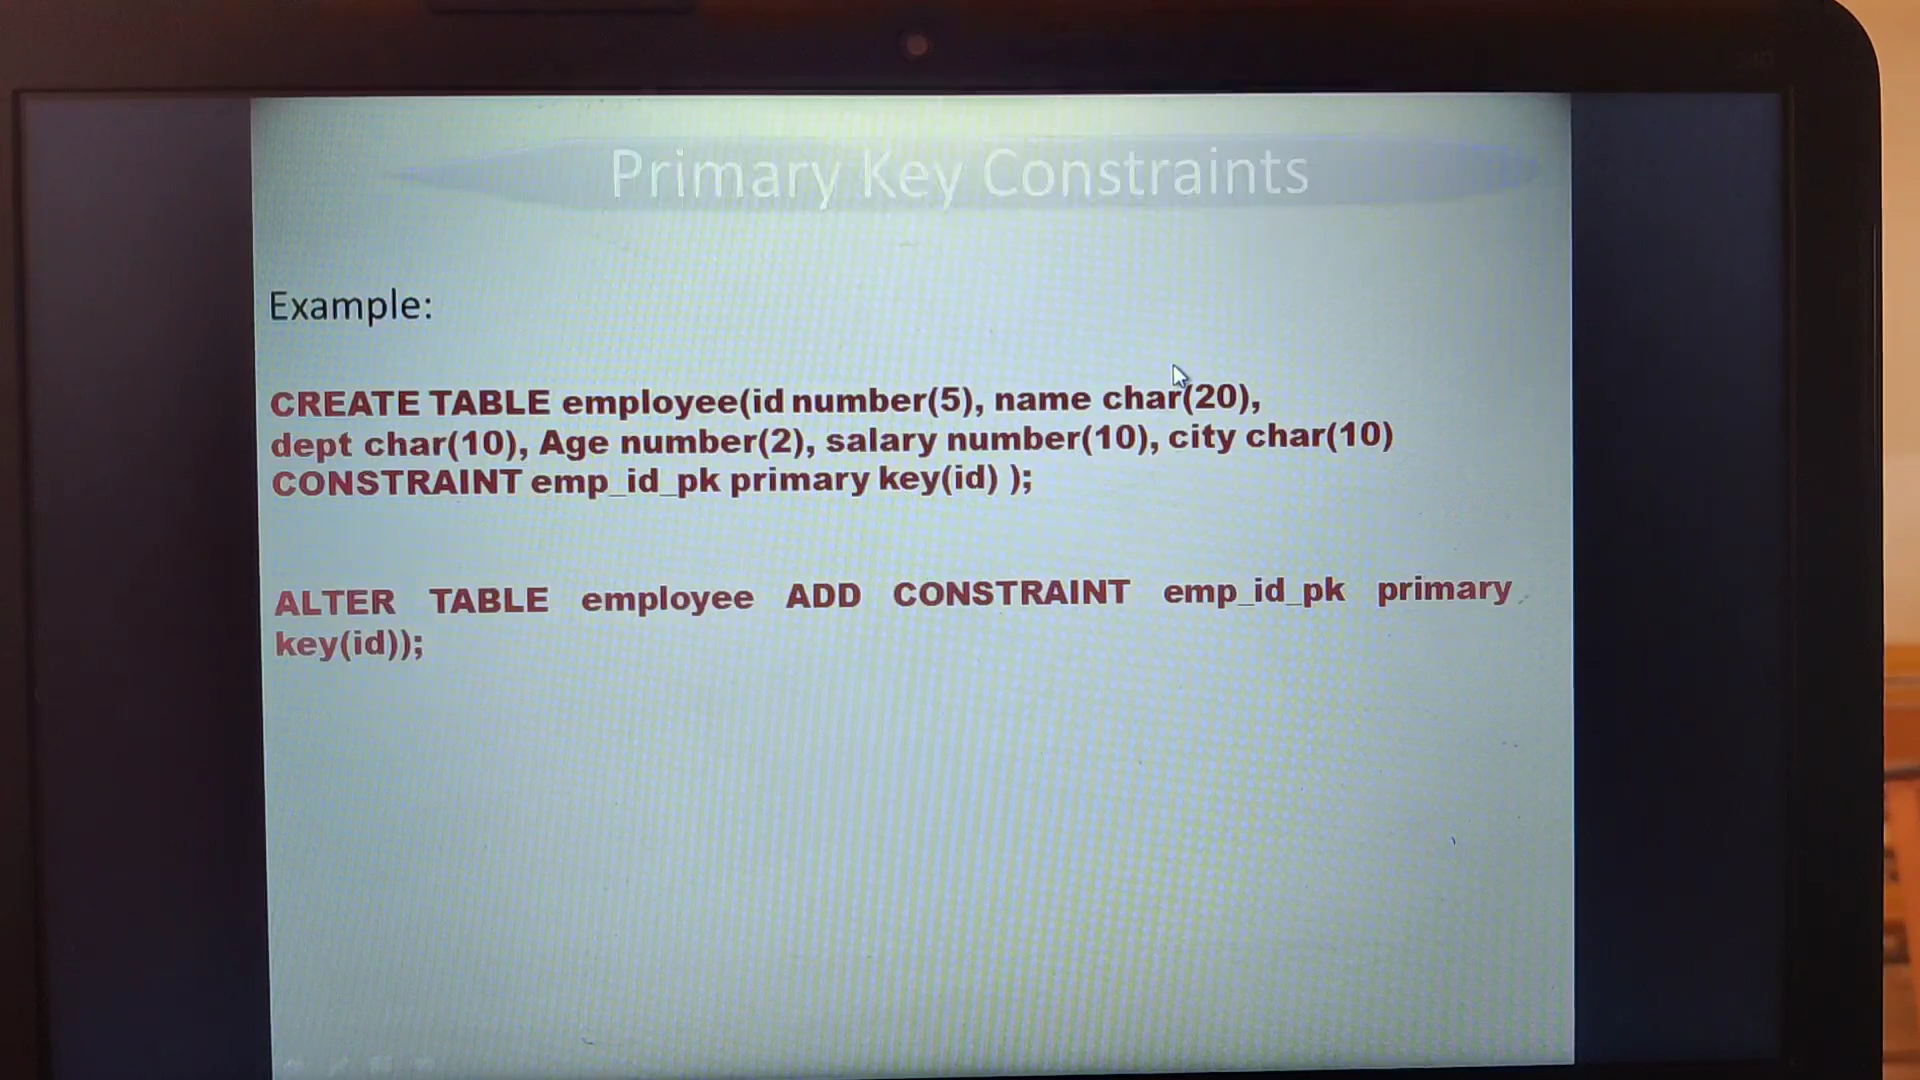 Primary Key Constraints
Example:
CREATE TABLE employee(id number(5), name char(20),
dept char(10), Age number(2), salary number(10), city char(10)
CONSTRAINT emp_id_pk primary key(id) );
ALTER TABLE employee ADD CONSTRAINT emp_id_pk primary
key(id));